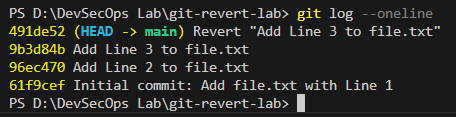 PS D:\DevSecOps Lab\git-revert-lab> git log --oneline
491de52 (HEAD -> main) Revert "Add Line 3 to file.txt"
9b3d84b Add Line 3 to file.txt
96ec470 Add Line 2 to file.txt
61f9cef Initial commit: Add file.txt with Line 1
PS D:\DevSecOps Lab\git-revert-lab>